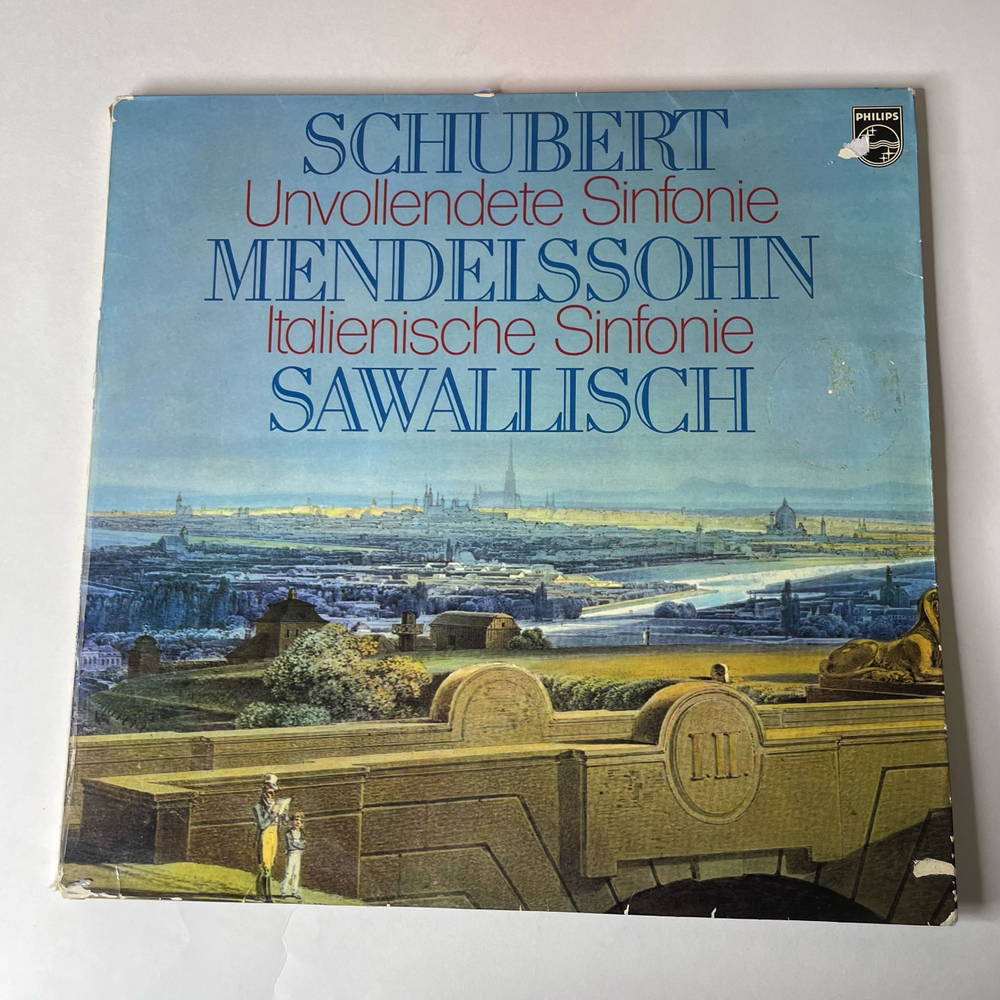 SCHUBERT
PHILIPS
Unvollendete Sinfonie
MENDELSSOHN
Italienische Sinfonie
SAWALLISCH
I.II.